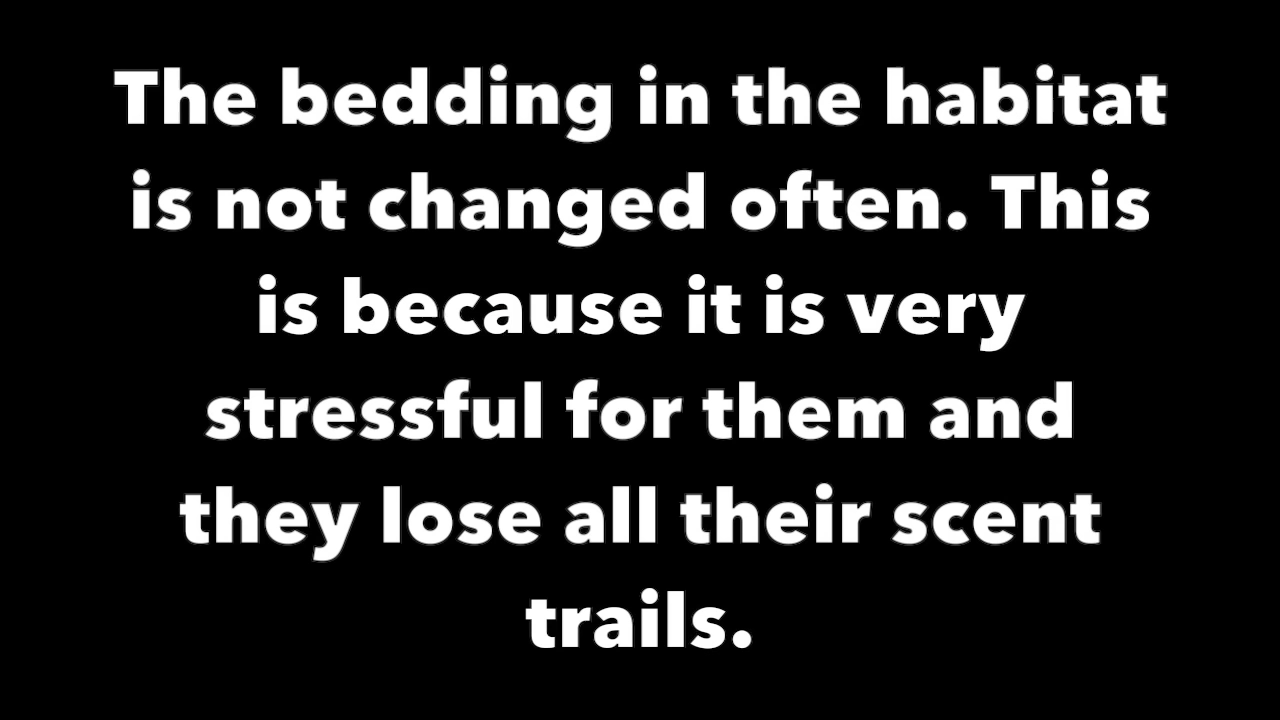 The bedding in the habitat
is not changed often. This
is because it is very
stressful for them and
they lose all their scent
trails.